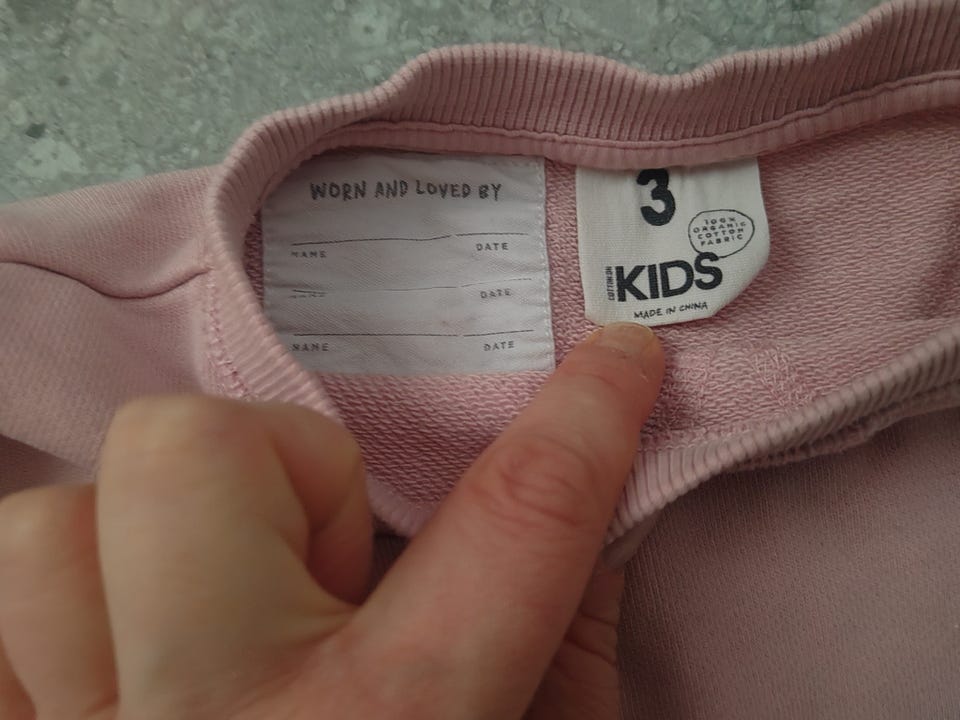 WORN AND LOVED BY
NAME DATE
NAME DATE
NAME DATE
3
100%
ORGANIC
COTTON
FABRIC
COTTON ON
KIDS
MADE IN CHINA